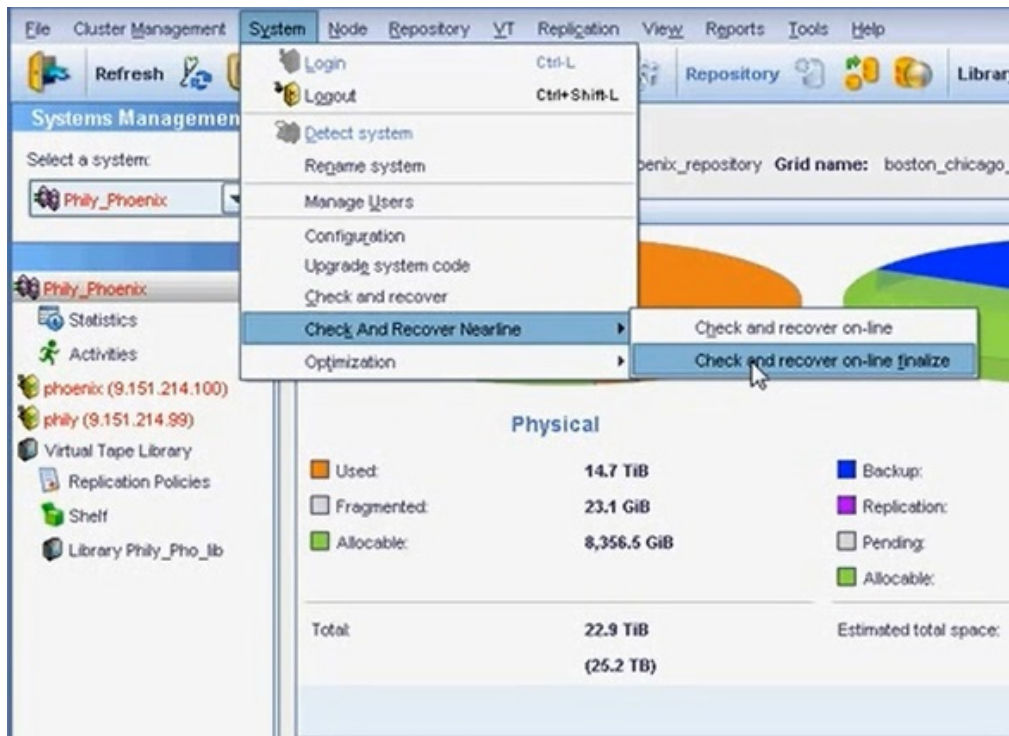 File Cluster Management System Node Repository VT Replication View Reports Tools Help
Refresh Repository
Systems Managemen
Select a system:
Phily_Phoenix
Login Ctrl-L
Logout Ctrl+Shift-L
Detect system
Rename system
Manage Users
Configuration
Upgrade system code
Check and recover
Check And Recover Nearline
Optimization
Check and recover on-line
Check and recover on-line finalize
Grid name: boston_chicago_
Phily_Phoenix
Statistics
Activities
phoenix (9.151.214.100)
phily (9.151.214.99)
Virtual Tape Library
Replication Policies
Shelf
Library Phily_Pho_lib
Physical
Used: 14.7 TiB
Fragmented: 23.1 GiB
Allocable: 8,356.5 GiB
Total: 22.9 TiB
(25.2 TB)
Backup:
Replication:
Pending:
Allocable:
Estimated total space: